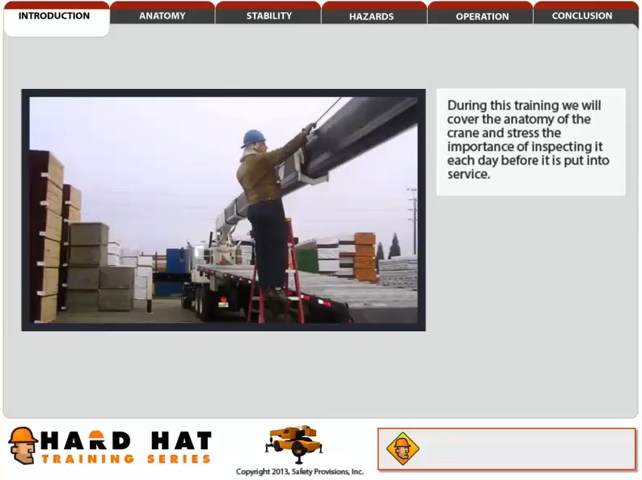 INTRODUCTION
ANATOMY
STABILITY
HAZARDS
OPERATION
CONCLUSION
During this training we will
cover the anatomy of the
crane and stress the
importance of inspecting it
each day before it is put into
service.
HARD HAT
TRAINING SERIES
Copyright 2013, Safety Provisions, Inc.